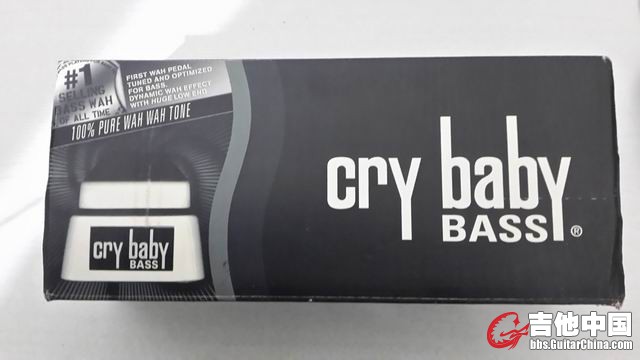 #1
SELLING
BASS WAH
OF ALL TIME
FIRST WAH PEDAL
TUNED AND OPTIMIZED
FOR BASS.
DYNAMIC WAH EFFECT
WITH HUGE LOW END
100% PURE WAH WAH TONE
cry baby
BASS
cry baby
BASS®
吉他中国
bbs.GuitarChina.com